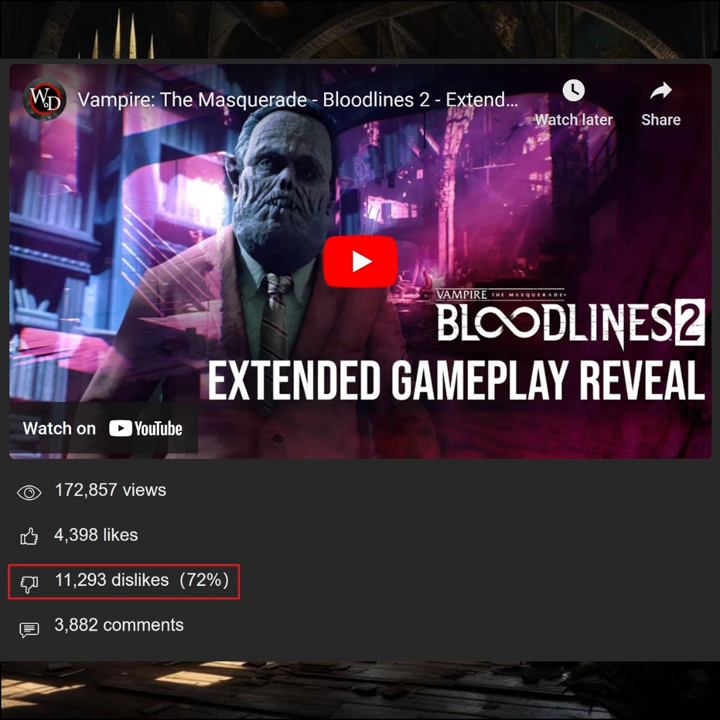 WoD
Vampire: The Masquerade - Bloodlines 2 - Extend...
Watch later
Share
VAMPIRE THE MASQUERADE
BLOODLINES 2
EXTENDED GAMEPLAY REVEAL
Watch on YouTube
172,857 views
4,398 likes
11,293 dislikes (72%)
3,882 comments